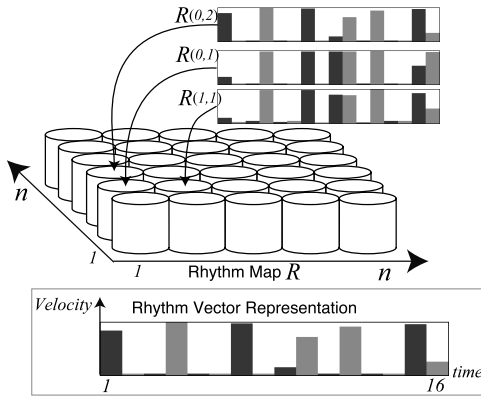 R(0,2)
R(0,1)
R(1,1)
n
1
1
Rhythm Map R
n
Velocity
Rhythm Vector Representation
1
16
time